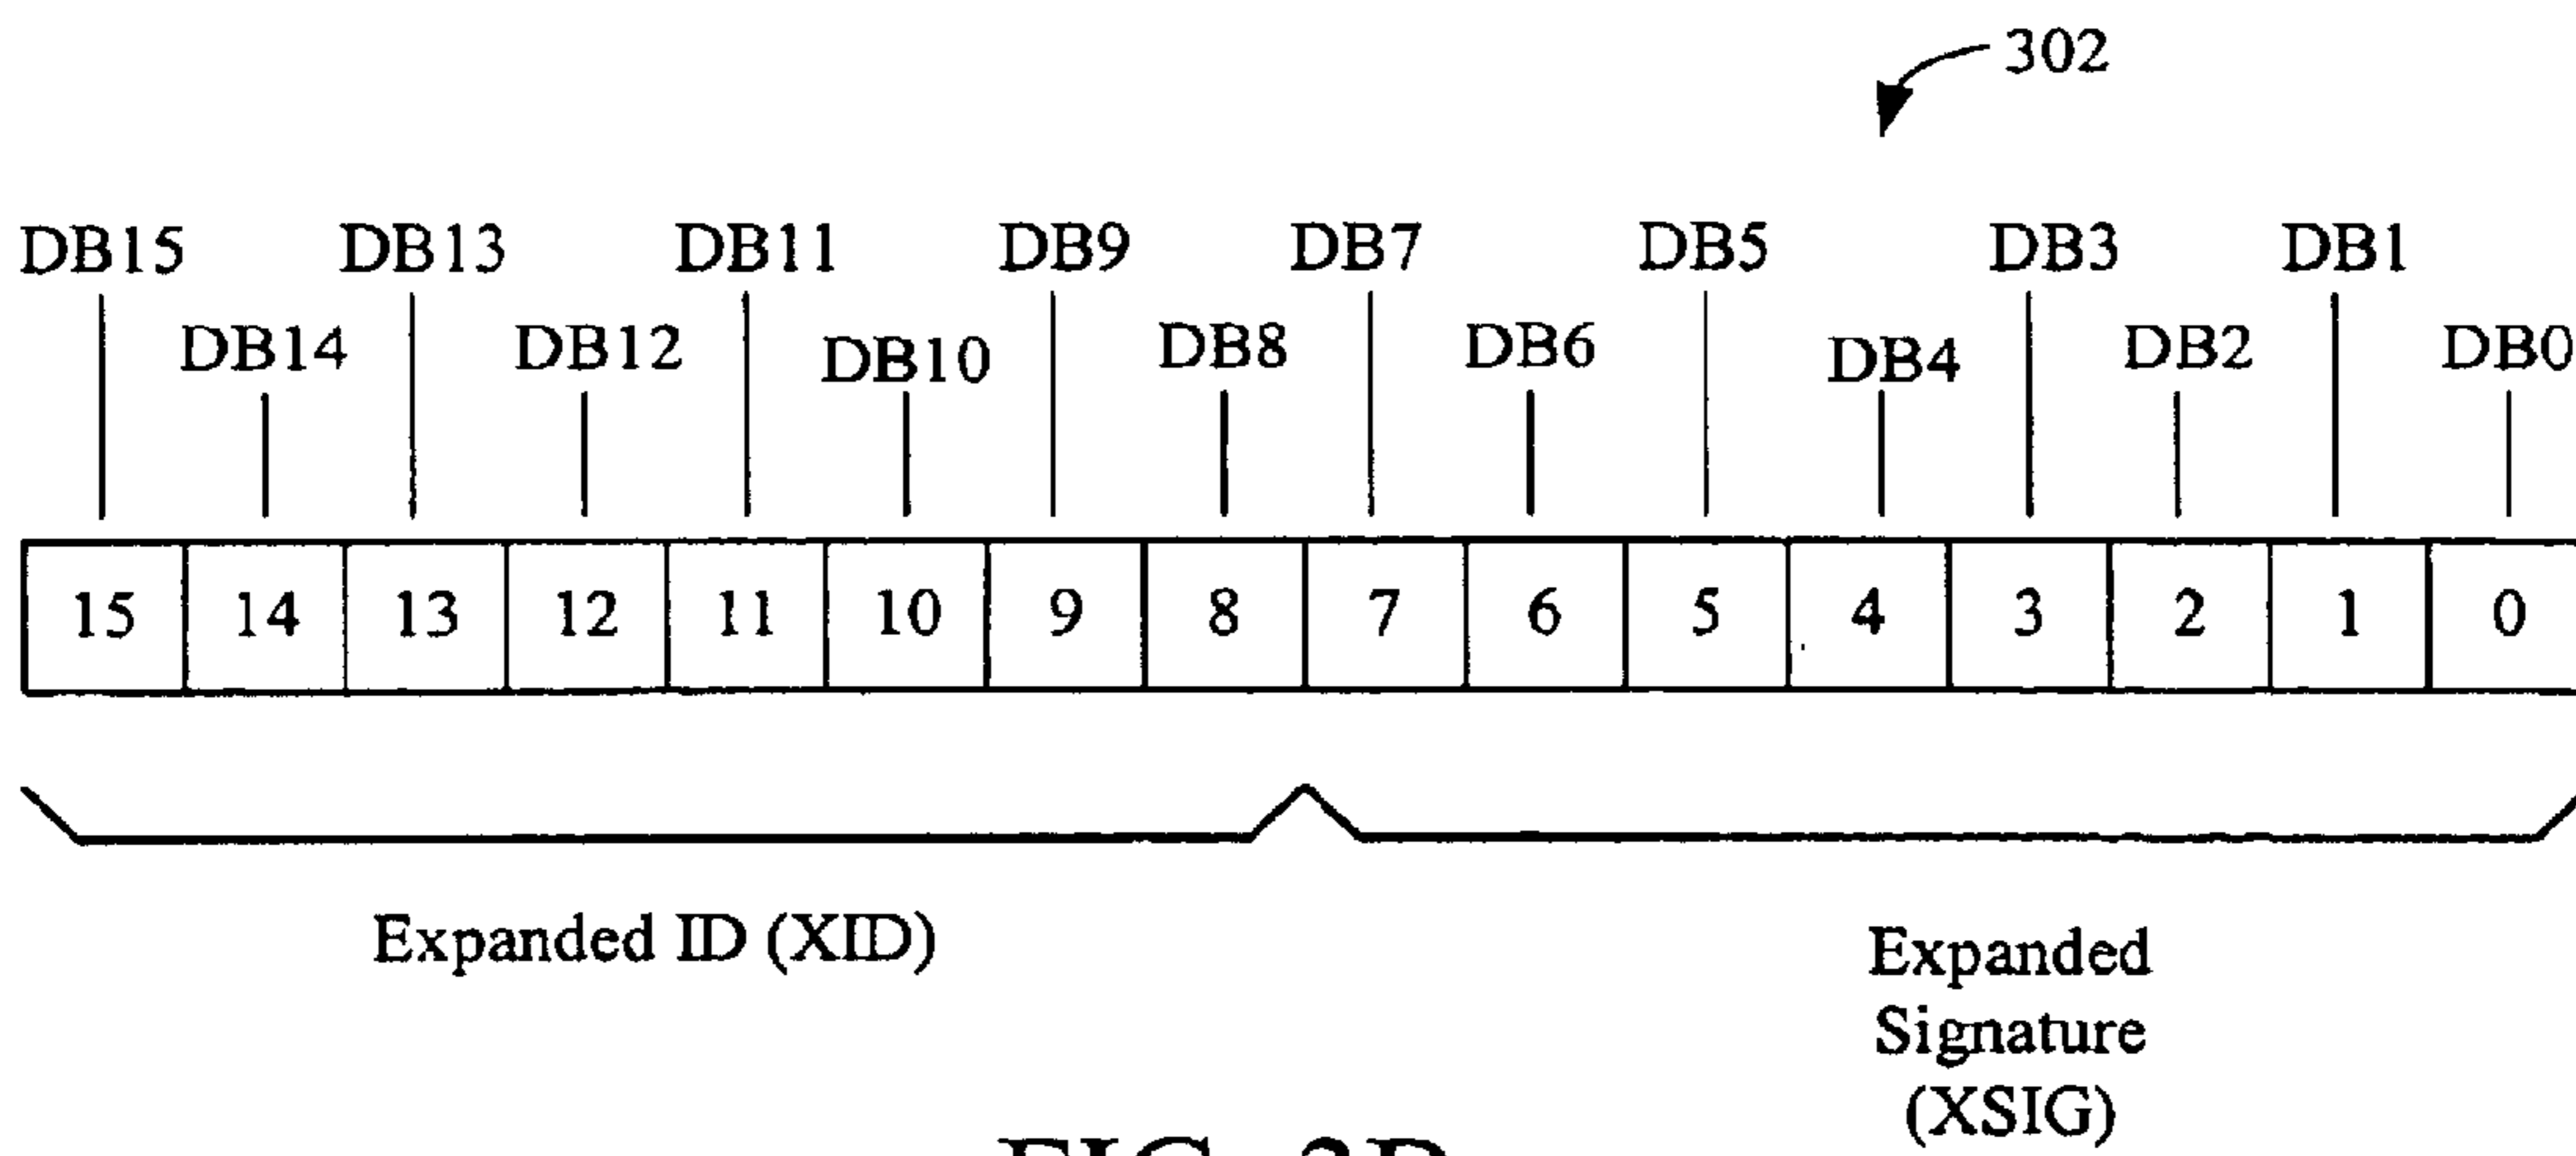 302
DB15 DB13 DB11 DB9 DB7 DB5 DB3 DB1
DB14 DB12 DB10 DB8 DB6 DB4 DB2 DB0
15 14 13 12 11 10 9 8 7 6 5 4 3 2 1 0
Expanded ID (XID)
Expanded
Signature
(XSIG)